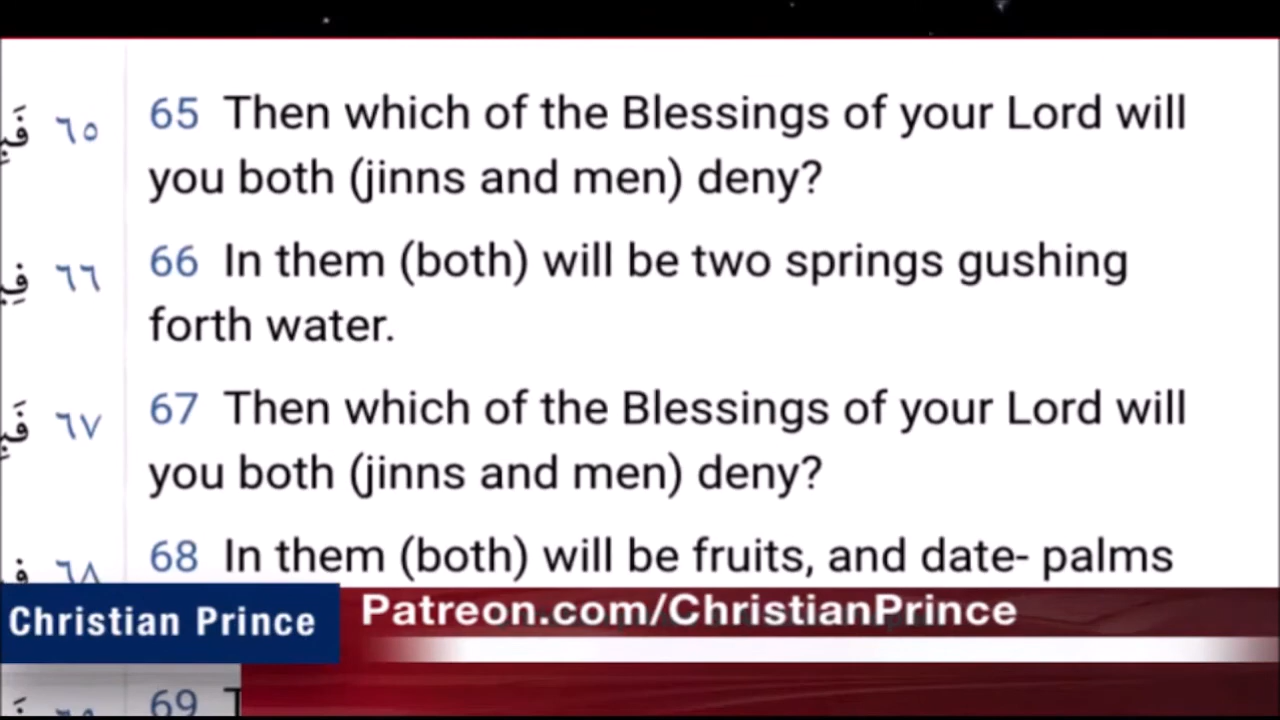 ٦٥ 65 Then which of the Blessings of your Lord will
you both (jinns and men) deny?
٦٦ 66 In them (both) will be two springs gushing
forth water.
٦٧ 67 Then which of the Blessings of your Lord will
you both (jinns and men) deny?
٦٨ 68 In them (both) will be fruits, and date- palms
Christian Prince
Patreon.com/ChristianPrince
٦٩ 69